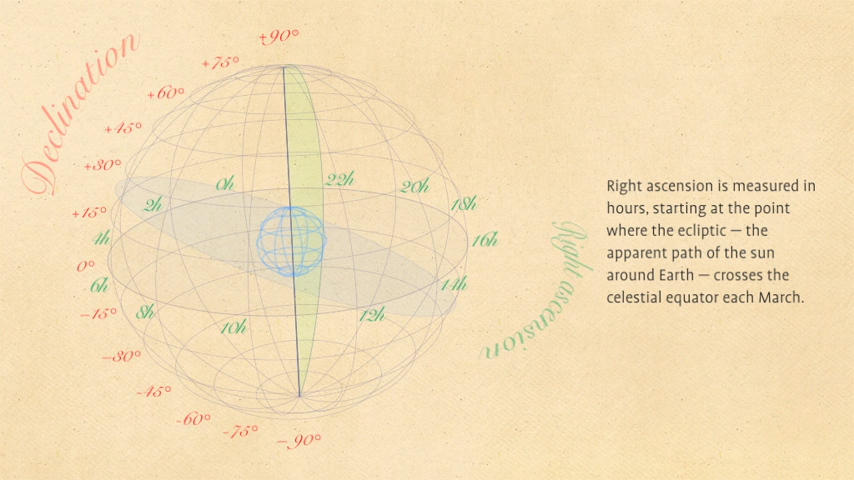 +90°
+75°
+60°
+45°
+30°
+15°
0°
-15°
-30°
-45°
-60°
-75°
-90°
Declination
0h
22h
20h
2h
18h
4h
16h
6h
14h
8h
12h
10h
Right ascension
Right ascension is measured in
hours, starting at the point
where the ecliptic — the
apparent path of the sun
around Earth — crosses the
celestial equator each March.